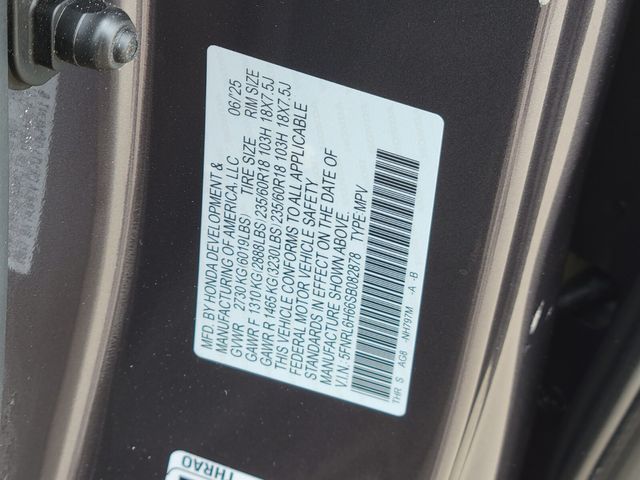 MFD. BY HONDA DEVELOPMENT &
MANUFACTURING OF AMERICA, LLC 06/25
GVWR 2730 KG(6019LBS) TIRE SIZE RIM SIZE
GAWR F 1310 KG(2888LBS) 235/60R18 103H 18X7.5J
GAWR R 1465 KG(3230LBS) 235/60R18 103H 18X7.5J
THIS VEHICLE CONFORMS TO ALL APPLICABLE
FEDERAL MOTOR VEHICLE SAFETY
STANDARDS IN EFFECT ON THE DATE OF
MANUFACTURE SHOWN ABOVE.
V.I.N. 5FNRL6H66SB082878 TYPE:MPV
THR S AG8 -NH797M -A -B
THRA0